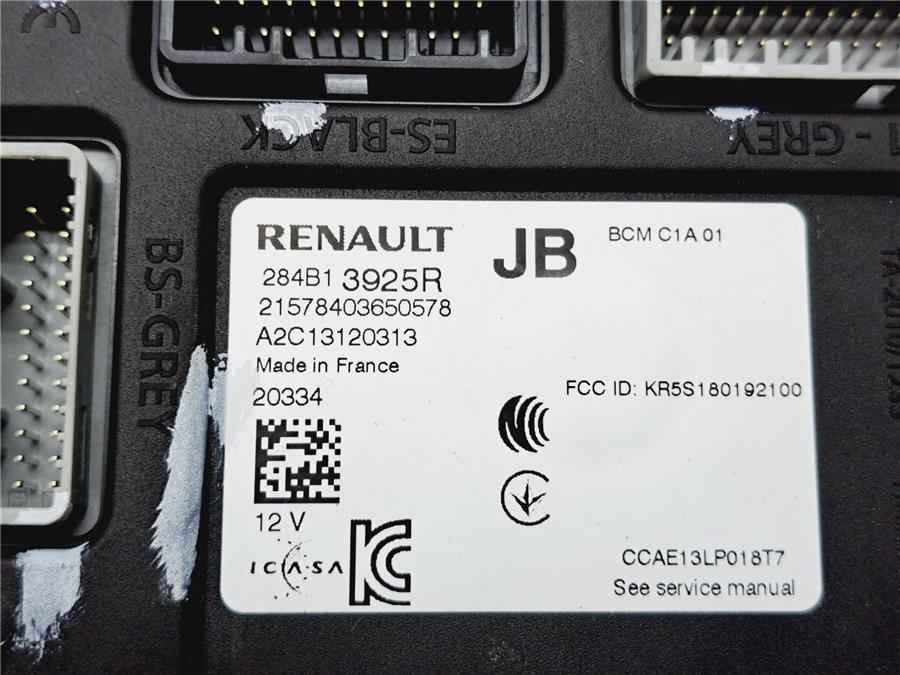 ES-BLACK
1 - GREY
BS-GREY
RENAULT
JB
BCM C1A 01
284B1 3925R
21578403650578
A2C13120313
Made in France
20334
FCC ID: KR5S180192100
12 V
ICASA
CCAE13LP018T7
See service manual